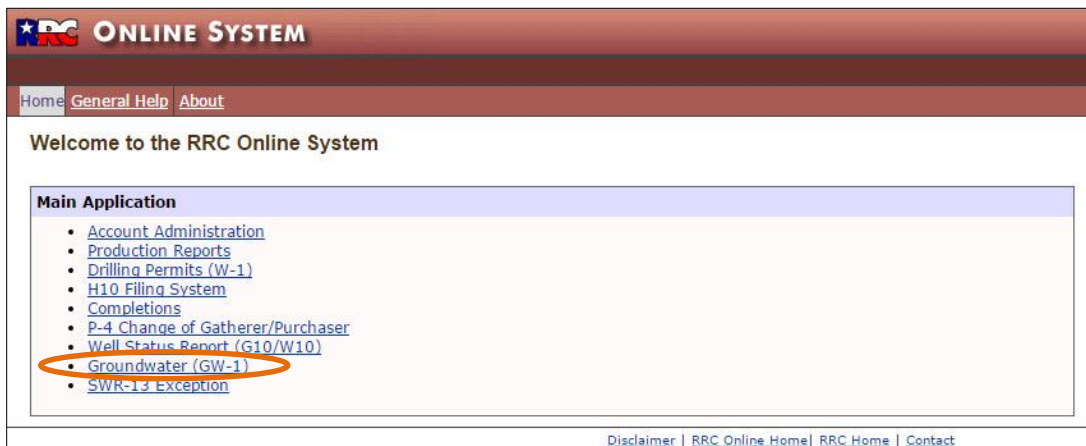 RRC ONLINE SYSTEM
Home General Help About
Welcome to the RRC Online System
Main Application
• Account Administration
• Production Reports
• Drilling Permits (W-1)
• H10 Filing System
• Completions
• P-4 Change of Gatherer/Purchaser
• Well Status Report (G10/W10)
• Groundwater (GW-1)
• SWR-13 Exception
Disclaimer | RRC Online Home| RRC Home | Contact